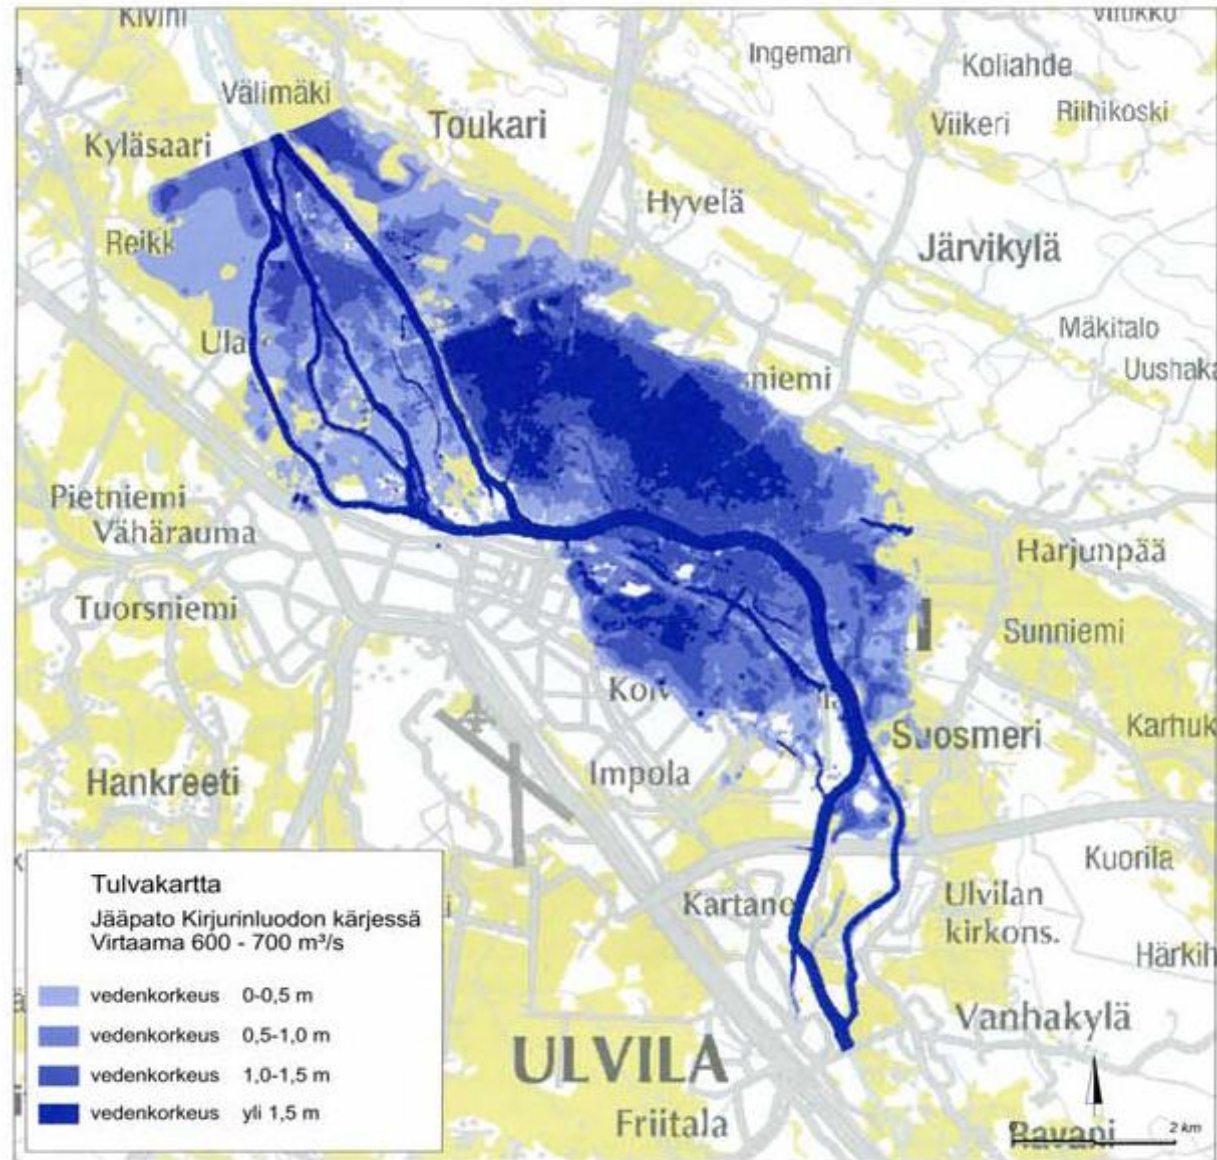 Välimäki
Toukari
Kyläsaari
Ingemari
Koliahde
Viikeri
Riihikoski
Hyvelä
Reikk
Järvikylä
Mäkitalo
Uushaka
Ula
niemi
Pietniemi
Vähärauma
Harjunpää
Tuorsniemi
Sunniemi
Koiv
Suosmeri
Karhuk
Hankreeti
Impola
Kuorila
Kartano
Ulvilan
kirkons.
Härkih
Vanhakylä
ULVILA
Friitala
Ravani
0 2 km
Tulvakartta
Jääpato Kirjurinluodon kärjessä
Virtaama 600 - 700 m³/s
vedenkorkeus 0-0,5 m
vedenkorkeus 0,5-1,0 m
vedenkorkeus 1,0-1,5 m
vedenkorkeus yli 1,5 m